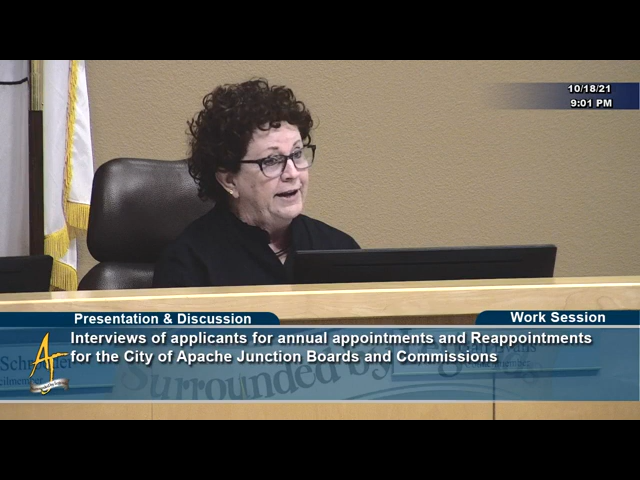 10/18/21
9:01 PM
Presentation & Discussion
Work Session
Interviews of applicants for annual appointments and Reappointments
for the City of Apache Junction Boards and Commissions
Surrounded by